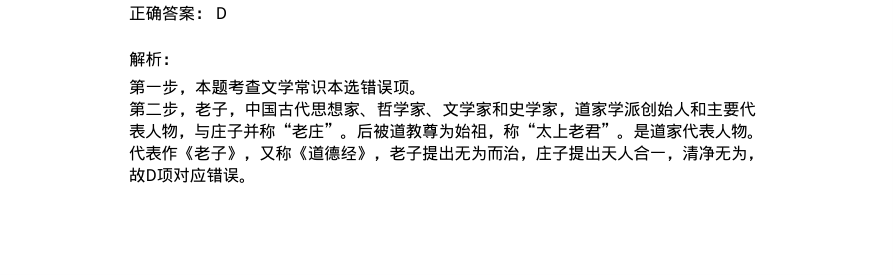 正确答案： D
解析：
第一步，本题考查文学常识本选错误项。
第二步，老子，中国古代思想家、哲学家、文学家和史学家，道家学派创始人和主要代
表人物，与庄子并称“老庄”。后被道教尊为始祖，称“太上老君”。是道家代表人物。
代表作《老子》，又称《道德经》，老子提出无为而治，庄子提出天人合一，清净无为，
故D项对应错误。